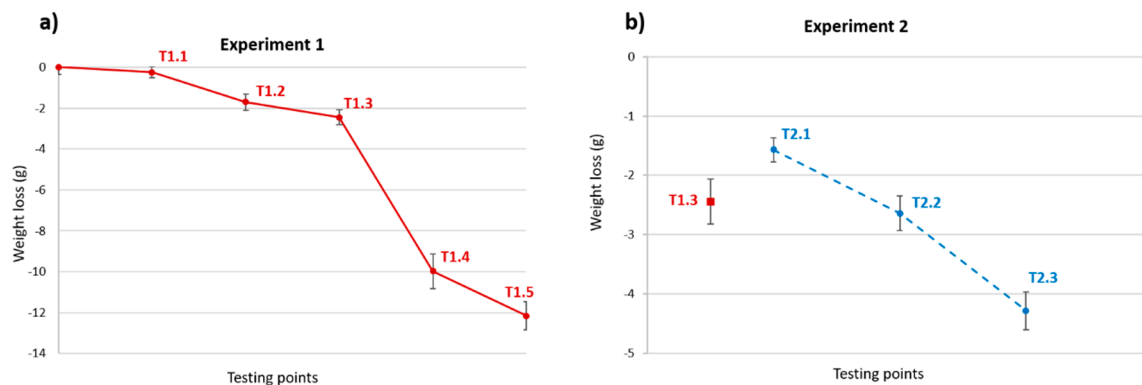 a)
Experiment 1
Weight loss (g)
0
-2
-4
-6
-8
-10
-12
-14
T1.1
T1.2
T1.3
T1.4
T1.5
Testing points
b)
Experiment 2
Weight loss (g)
0
-1
-2
-3
-4
-5
T1.3
T2.1
T2.2
T2.3
Testing points